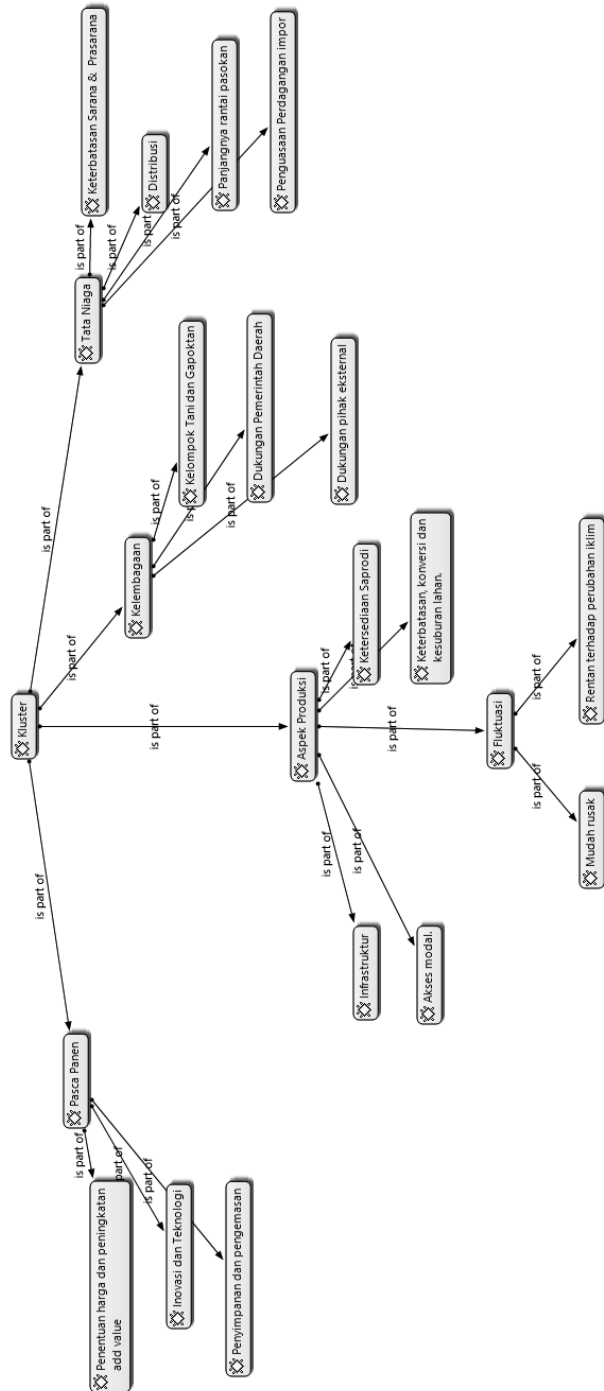 Kluster
is part of
is part of
is part of
is part of
Pasca Panen
is part of
part of
is part of
Penentuan harga dan peningkatan
add value
Inovasi dan Teknologi
Penyimpanan dan pengemasan
Aspek Produksi
is part of
is part of
is part of
is part of
Infrastruktur
Akses modal.
Fluktuasi
is part of
is part of
Mudah rusak
Rentan terhadap perubahan iklim
Ketersediaan Saprodi
Keterbatasan, konversi dan
kesuburan lahan.
Kelembagaan
is part of
is part of
Kelompok Tani dan Gapoktan
Dukungan Pemerintah Daerah
Dukungan pihak eksternal
Tata Niaga
is part of
is part of
is part
is part of
Keterbatasan Sarana & Prasarana
Distribusi
Panjangnya rantai pasokan
Penguasaan Perdagangan impor